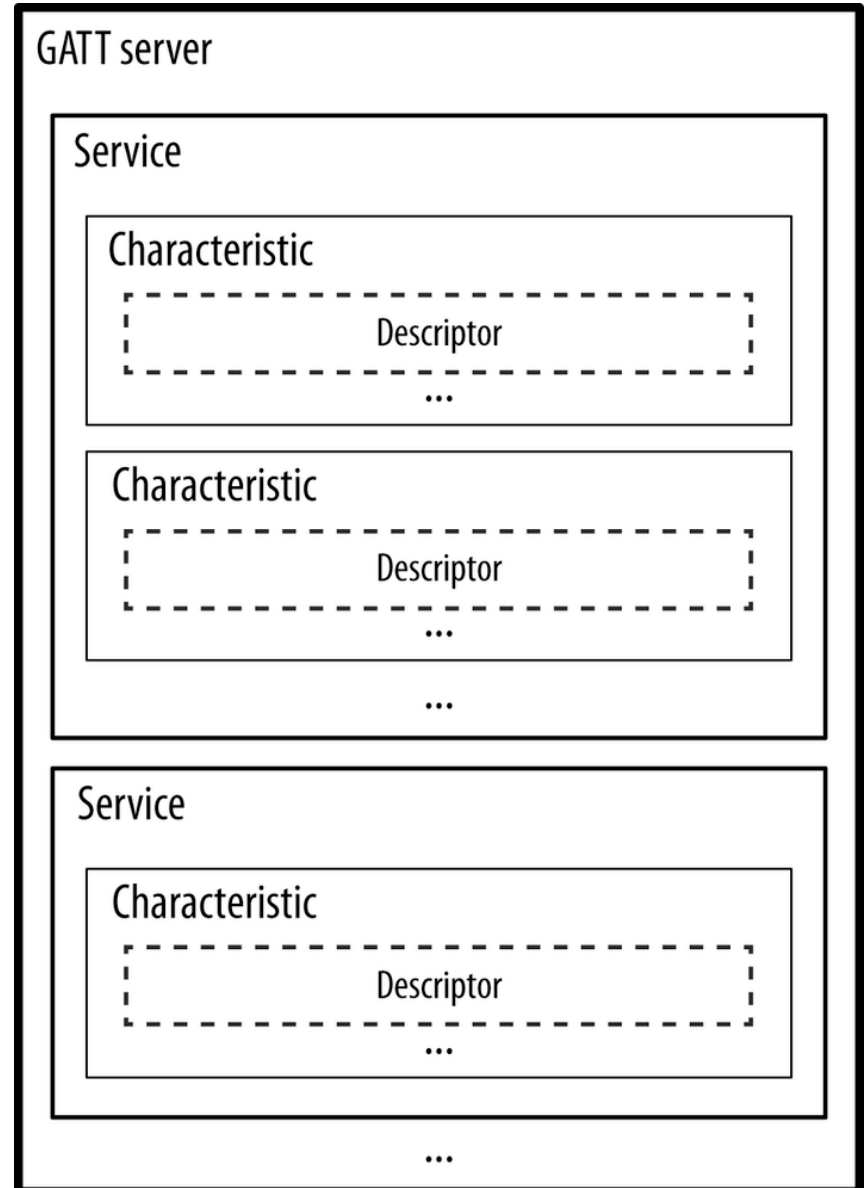 GATT server
Service
Characteristic
Descriptor
...
Characteristic
Descriptor
...
...
Service
Characteristic
Descriptor
...
...